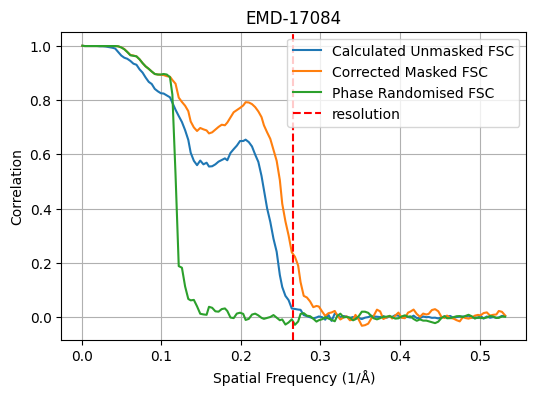 EMD-17084
Calculated Unmasked FSC
Corrected Masked FSC
Phase Randomised FSC
resolution
Correlation
1.0
0.8
0.6
0.4
0.2
0.0
0.0 0.1 0.2 0.3 0.4 0.5
Spatial Frequency (1/Å)